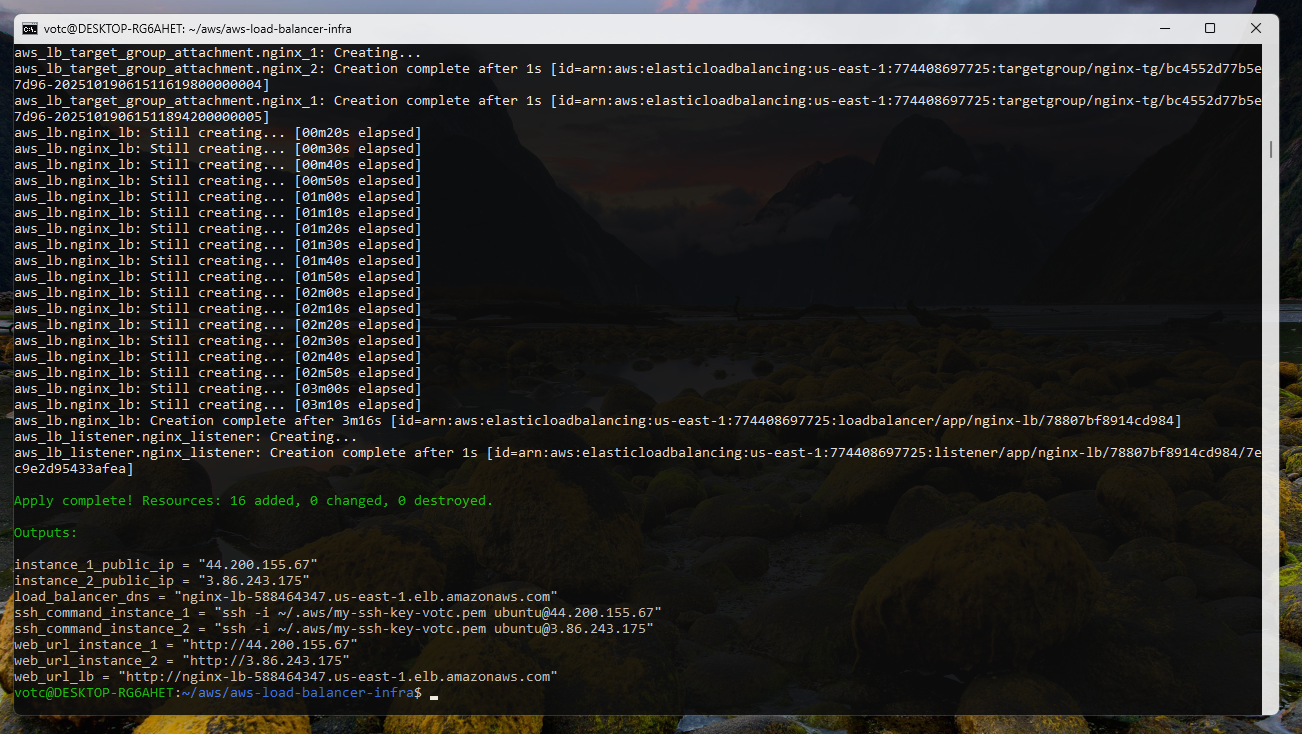 votc@DESKTOP-RG6AHET: ~/aws/aws-load-balancer-infra
aws_lb_target_group_attachment.nginx_1: Creating...
aws_lb_target_group_attachment.nginx_2: Creation complete after 1s [id=arn:aws:elasticloadbalancing:us-east-1:774408697725:targetgroup/nginx-tg/bc4552d77b5e
7d96-20251019061511619800000004]
aws_lb_target_group_attachment.nginx_1: Creation complete after 1s [id=arn:aws:elasticloadbalancing:us-east-1:774408697725:targetgroup/nginx-tg/bc4552d77b5e
7d96-20251019061511894200000005]
aws_lb.nginx_lb: Still creating... [00m20s elapsed]
aws_lb.nginx_lb: Still creating... [00m30s elapsed]
aws_lb.nginx_lb: Still creating... [00m40s elapsed]
aws_lb.nginx_lb: Still creating... [00m50s elapsed]
aws_lb.nginx_lb: Still creating... [01m00s elapsed]
aws_lb.nginx_lb: Still creating... [01m10s elapsed]
aws_lb.nginx_lb: Still creating... [01m20s elapsed]
aws_lb.nginx_lb: Still creating... [01m30s elapsed]
aws_lb.nginx_lb: Still creating... [01m40s elapsed]
aws_lb.nginx_lb: Still creating... [01m50s elapsed]
aws_lb.nginx_lb: Still creating... [02m00s elapsed]
aws_lb.nginx_lb: Still creating... [02m10s elapsed]
aws_lb.nginx_lb: Still creating... [02m20s elapsed]
aws_lb.nginx_lb: Still creating... [02m30s elapsed]
aws_lb.nginx_lb: Still creating... [02m40s elapsed]
aws_lb.nginx_lb: Still creating... [02m50s elapsed]
aws_lb.nginx_lb: Still creating... [03m00s elapsed]
aws_lb.nginx_lb: Still creating... [03m10s elapsed]
aws_lb.nginx_lb: Creation complete after 3m16s [id=arn:aws:elasticloadbalancing:us-east-1:774408697725:loadbalancer/app/nginx-lb/78807bf8914cd984]
aws_lb_listener.nginx_listener: Creating...
aws_lb_listener.nginx_listener: Creation complete after 1s [id=arn:aws:elasticloadbalancing:us-east-1:774408697725:listener/app/nginx-lb/78807bf8914cd984/7e
c9e2d95433afea]
Apply complete! Resources: 16 added, 0 changed, 0 destroyed.
Outputs:
instance_1_public_ip = "44.200.155.67"
instance_2_public_ip = "3.86.243.175"
load_balancer_dns = "nginx-lb-588464347.us-east-1.elb.amazonaws.com"
ssh_command_instance_1 = "ssh -i ~/.aws/my-ssh-key-votc.pem ubuntu@44.200.155.67"
ssh_command_instance_2 = "ssh -i ~/.aws/my-ssh-key-votc.pem ubuntu@3.86.243.175"
web_url_instance_1 = "http://44.200.155.67"
web_url_instance_2 = "http://3.86.243.175"
web_url_lb = "http://nginx-lb-588464347.us-east-1.elb.amazonaws.com"
votc@DESKTOP-RG6AHET:~/aws/aws-load-balancer-infra$